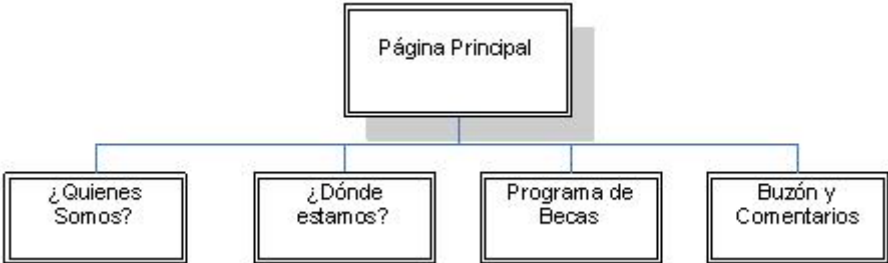 Página Principal
¿Quienes
Somos?
¿Dónde
estamos?
Programa de
Becas
Buzón y
Comentarios